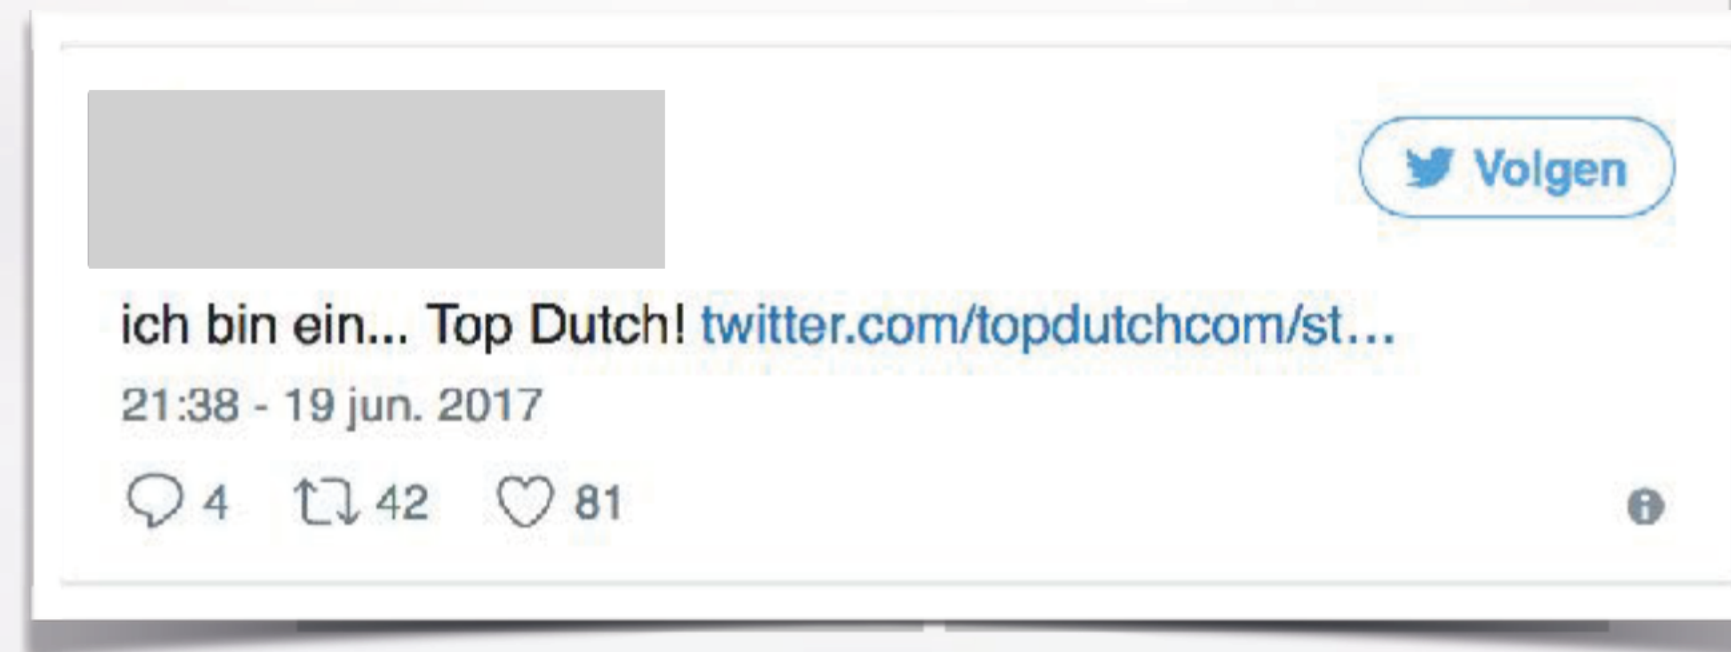 Volgen
ich bin ein... Top Dutch! twitter.com/topdutchcom/st...
21:38 - 19 jun. 2017
4 42 81